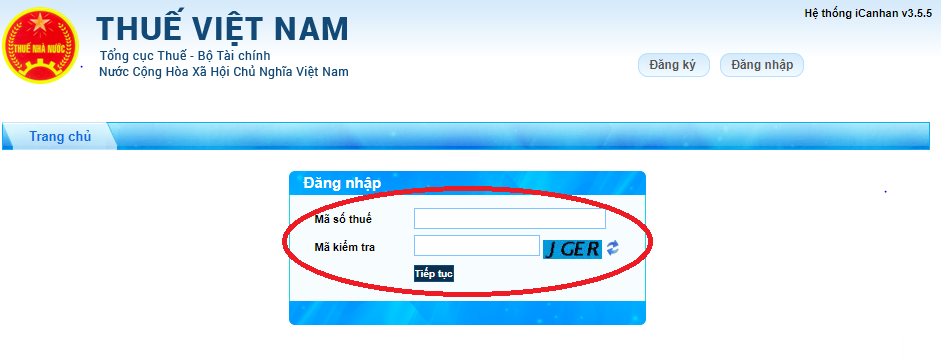 Hệ thống iCanhan v3.5.5
THUẾ NHÀ NƯỚC
THUẾ VIỆT NAM
Tổng cục Thuế - Bộ Tài chính
Nước Cộng Hòa Xã Hội Chủ Nghĩa Việt Nam
Đăng ký
Đăng nhập
Trang chủ
Đăng nhập
Mã số thuế
Mã kiểm tra
JGER
Tiếp tục